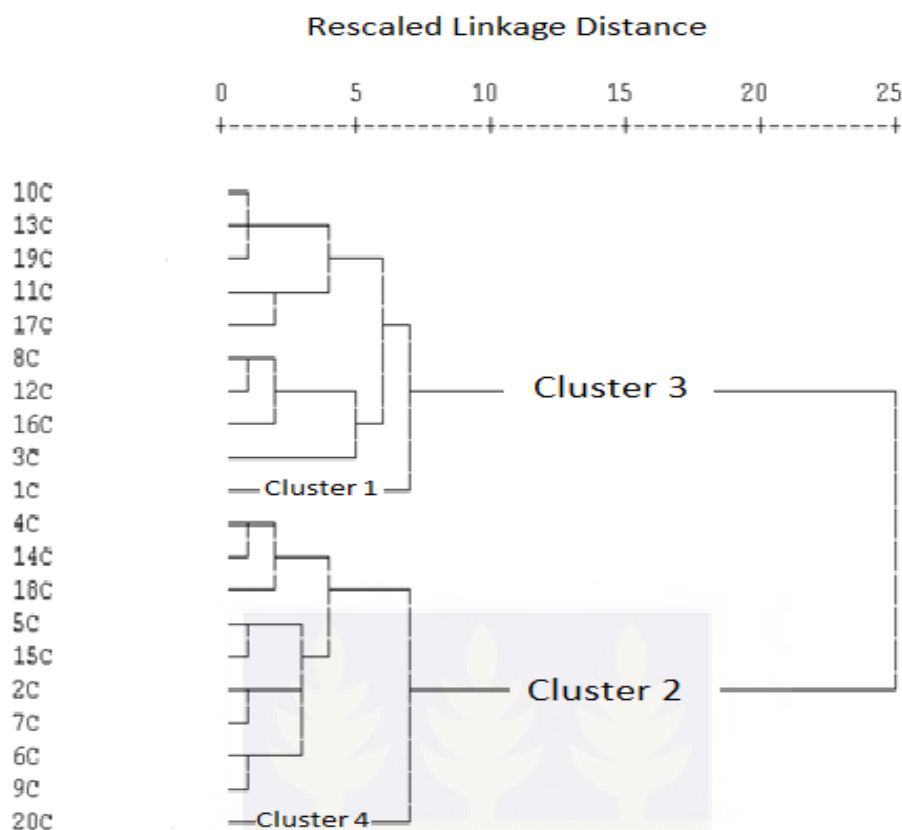 Rescaled Linkage Distance
0 5 10 15 20 25
10C
13C
19C
11C
17C
8C
12C
Cluster 3
16C
3C
1C
Cluster 1
4C
14C
18C
5C
15C
2C
Cluster 2
7C
6C
9C
20C
Cluster 4